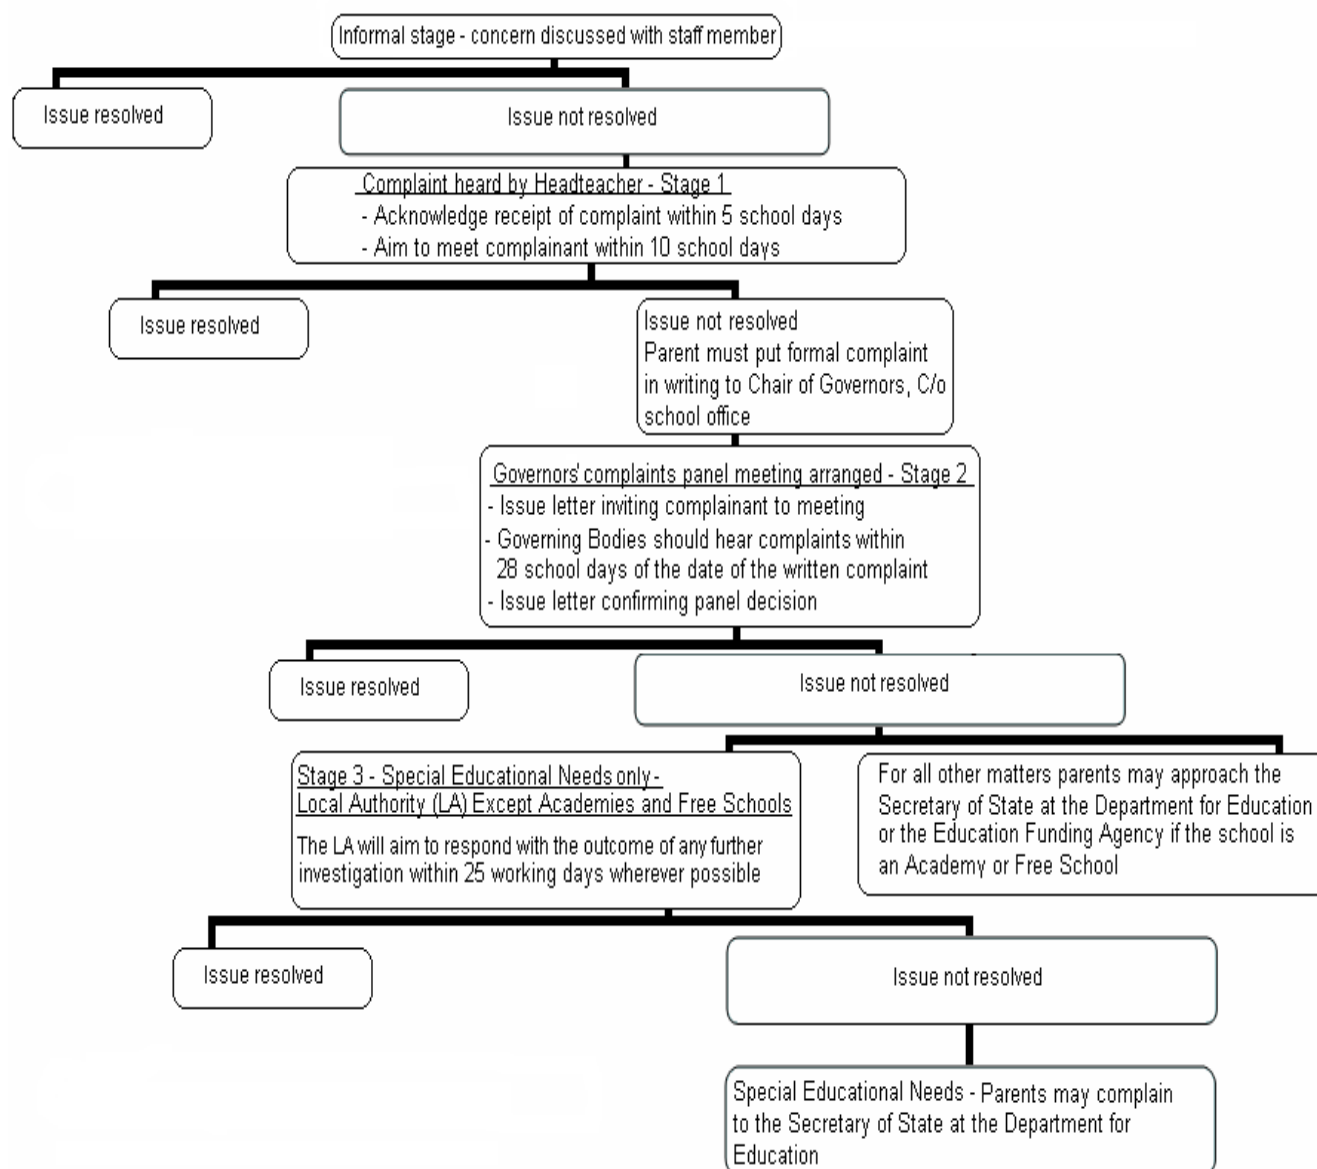 Informal stage - concern discussed with staff member
Issue resolved
Issue not resolved
Complaint heard by Headteacher - Stage 1
- Acknowledge receipt of complaint within 5 school days
- Aim to meet complainant within 10 school days
Issue resolved
Issue not resolved
Parent must put formal complaint
in writing to Chair of Governors, C/o
school office
Governors' complaints panel meeting arranged - Stage 2
- Issue letter inviting complainant to meeting
- Governing Bodies should hear complaints within
28 school days of the date of the written complaint
- Issue letter confirming panel decision
Issue resolved
Issue not resolved
Stage 3 - Special Educational Needs only -
Local Authority (LA) Except Academies and Free Schools
The LA will aim to respond with the outcome of any further
investigation within 25 working days wherever possible
For all other matters parents may approach the
Secretary of State at the Department for Education
or the Education Funding Agency if the school is
an Academy or Free School
Issue resolved
Issue not resolved
Special Educational Needs - Parents may complain
to the Secretary of State at the Department for
Education